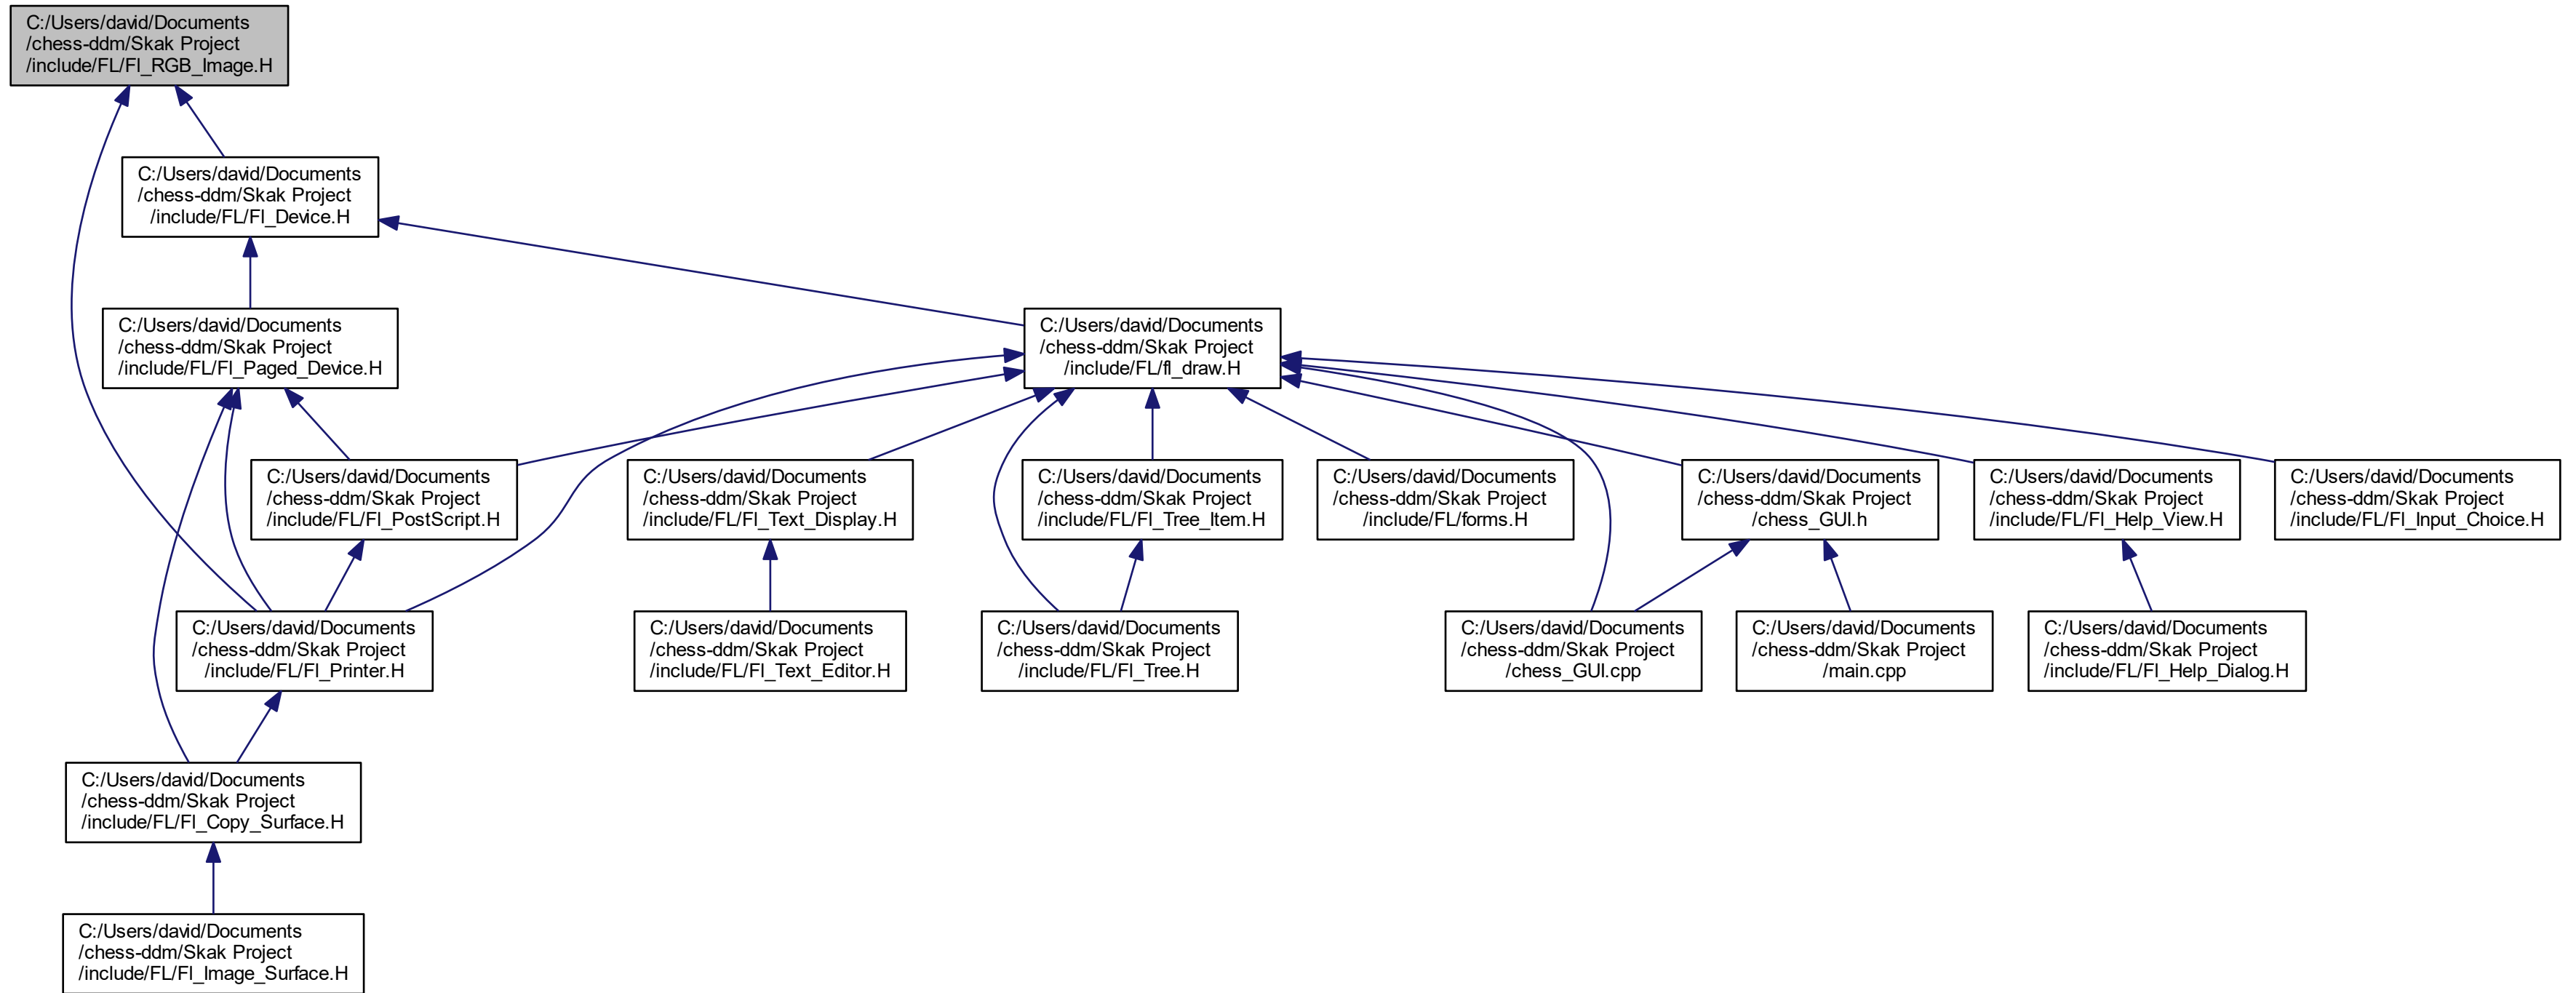 C:/Users/david/Documents
/chess-ddm/Skak Project
/include/FL/Fl_RGB_Image.H
C:/Users/david/Documents
/chess-ddm/Skak Project
/include/FL/Fl_Device.H
C:/Users/david/Documents
/chess-ddm/Skak Project
/include/FL/Fl_Paged_Device.H
C:/Users/david/Documents
/chess-ddm/Skak Project
/include/FL/fl_draw.H
C:/Users/david/Documents
/chess-ddm/Skak Project
/include/FL/Fl_PostScript.H
C:/Users/david/Documents
/chess-ddm/Skak Project
/include/FL/Fl_Text_Display.H
C:/Users/david/Documents
/chess-ddm/Skak Project
/include/FL/Fl_Tree_Item.H
C:/Users/david/Documents
/chess-ddm/Skak Project
/include/FL/forms.H
C:/Users/david/Documents
/chess-ddm/Skak Project
/chess_GUI.h
C:/Users/david/Documents
/chess-ddm/Skak Project
/include/FL/Fl_Help_View.H
C:/Users/david/Documents
/chess-ddm/Skak Project
/include/FL/Fl_Input_Choice.H
C:/Users/david/Documents
/chess-ddm/Skak Project
/include/FL/Fl_Printer.H
C:/Users/david/Documents
/chess-ddm/Skak Project
/include/FL/Fl_Text_Editor.H
C:/Users/david/Documents
/chess-ddm/Skak Project
/include/FL/Fl_Tree.H
C:/Users/david/Documents
/chess-ddm/Skak Project
/chess_GUI.cpp
C:/Users/david/Documents
/chess-ddm/Skak Project
/main.cpp
C:/Users/david/Documents
/chess-ddm/Skak Project
/include/FL/Fl_Help_Dialog.H
C:/Users/david/Documents
/chess-ddm/Skak Project
/include/FL/Fl_Copy_Surface.H
C:/Users/david/Documents
/chess-ddm/Skak Project
/include/FL/Fl_Image_Surface.H